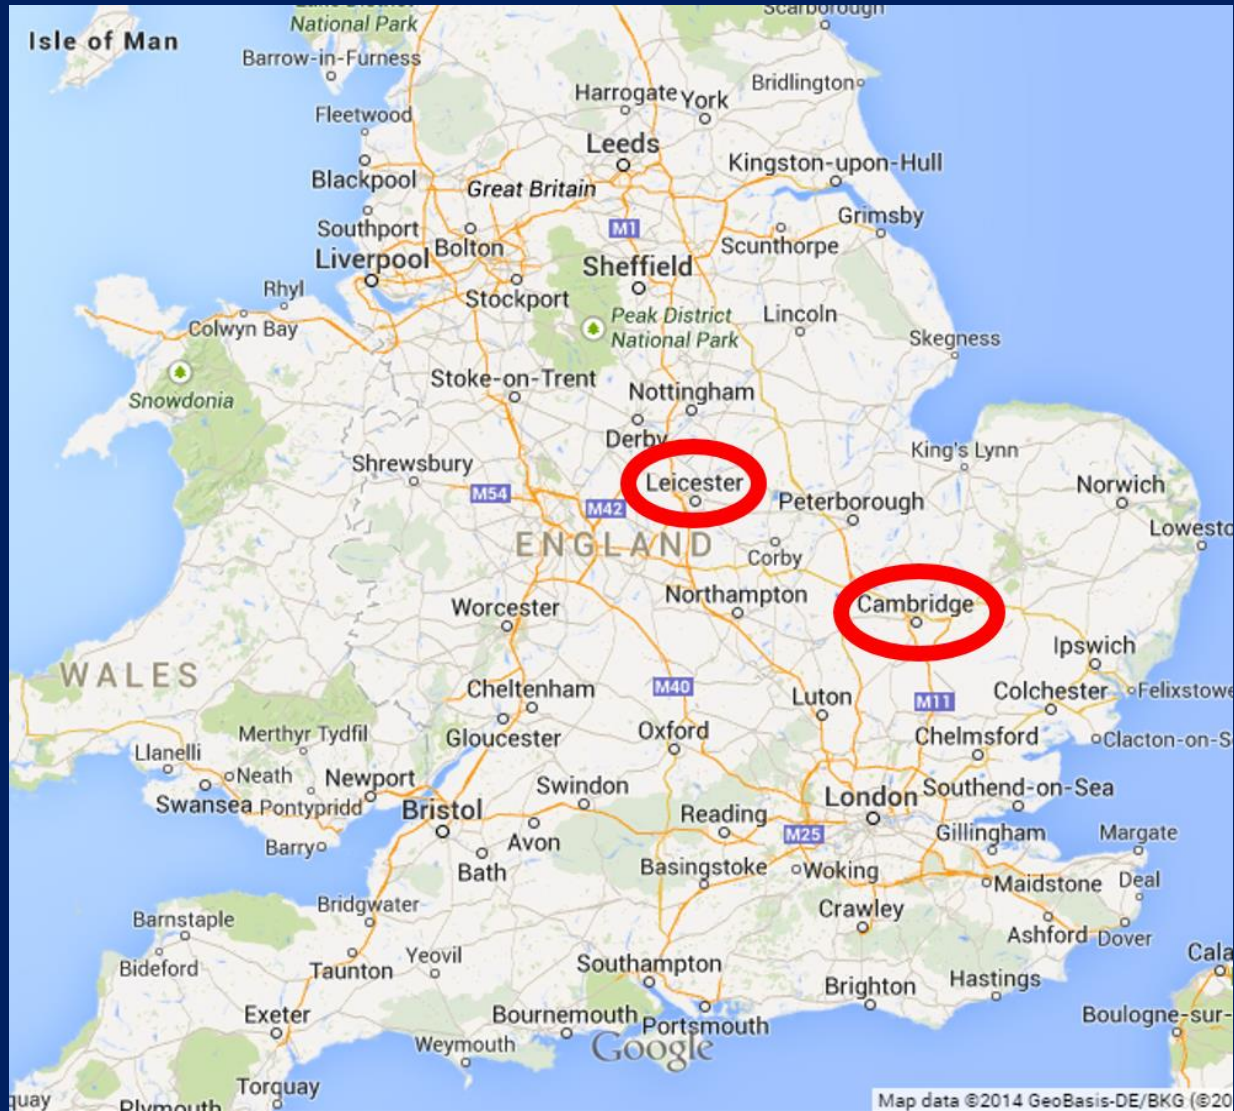 Scarborough
Lake District
National Park
Isle of Man
Barrow-in-Furness
Bridlington
Harrogate
York
Fleetwood
Leeds
Kingston-upon-Hull
Blackpool
Great Britain
Southport
Bolton
M1
Grimsby
Scunthorpe
Liverpool
Sheffield
Rhyl
Stockport
Colwyn Bay
Peak District
National Park
Lincoln
Skegness
Stoke-on-Trent
Nottingham
Snowdonia
Derby
King's Lynn
Shrewsbury
Leicester
M54
M42
Peterborough
Norwich
Lowesto
ENGLAND
Corby
Northampton
Cambridge
Worcester
Ipswich
WALES
Cheltenham
M40
Luton
M11
Colchester
Felixstowe
Merthyr Tydfil
Gloucester
Oxford
Chelmsford
Clacton-on-S
Llanelli
Neath
Newport
Swindon
London
Southend-on-Sea
Swansea
Pontypridd
Bristol
Reading
M25
Gillingham
Margate
Barry
Avon
Bath
Basingstoke
Woking
Maidstone
Deal
Bridgwater
Crawley
Barnstaple
Ashford
Dover
Bideford
Taunton
Yeovil
Southampton
Brighton
Hastings
Cala
Exeter
Bournemouth
Portsmouth
Boulogne-sur-
Weymouth
Google
Torquay
quay
Plymouth
Map data ©2014 GeoBasis-DE/BKG (©20